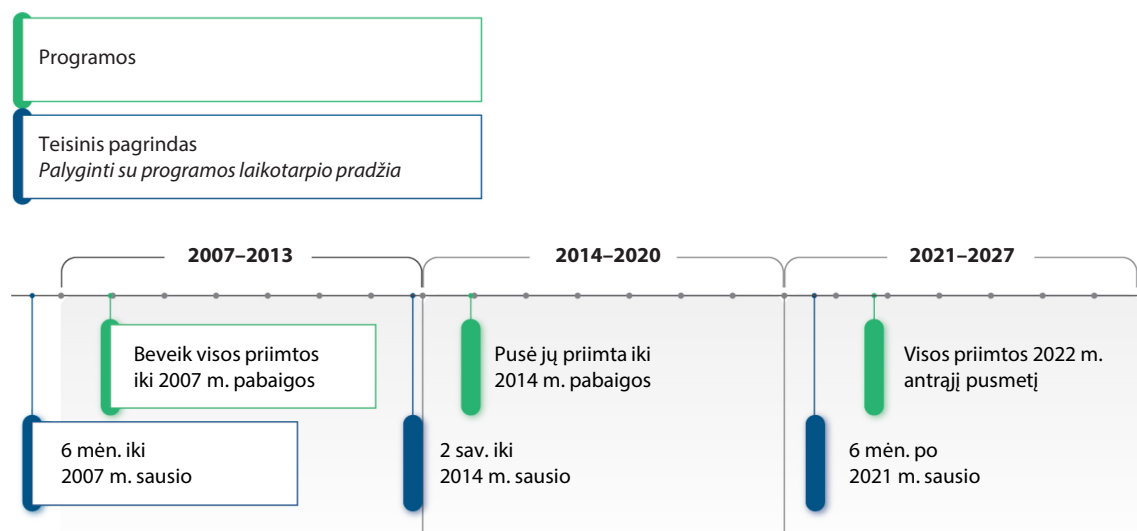 Programos
Teisinis pagrindas
Palyginti su programos laikotarpio pradžia
2007–2013
2014–2020
2021–2027
Beveik visos priimtos
iki 2007 m. pabaigos
Pusė jų priimta iki
2014 m. pabaigos
Visos priimtos 2022 m.
antrąjį pusmetį
6 mėn. iki
2007 m. sausio
2 sav. iki
2014 m. sausio
6 mėn. po
2021 m. sausio